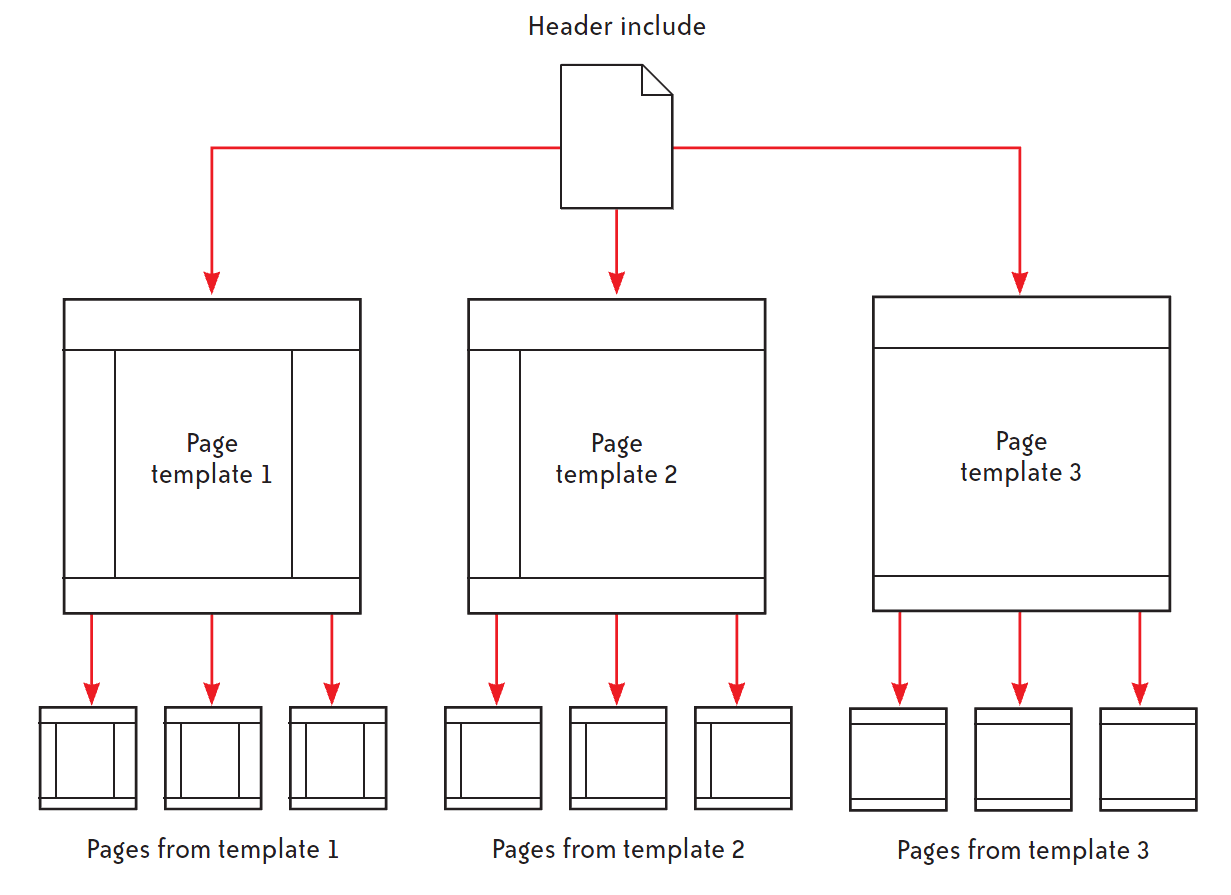 Header include
Page
template 1
Page
template 2
Page
template 3
Pages from template 1
Pages from template 2
Pages from template 3